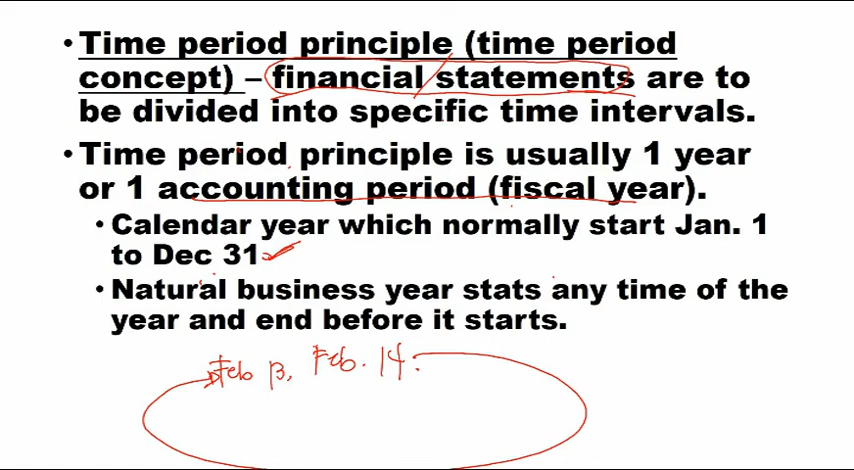 • Time period principle (time period
concept) – financial statements are to
be divided into specific time intervals.
• Time period principle is usually 1 year
or 1 accounting period (fiscal year).
• Calendar year which normally start Jan. 1
to Dec 31
• Natural business year stats any time of the
year and end before it starts.
Feb 13, Feb. 14: